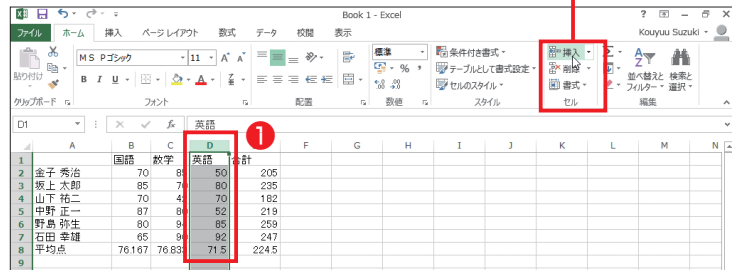 Book 1 - Excel
ファイル ホーム 挿入 ページ レイアウト 数式 データ 校閲 表示 Kouyuu Suzuki
貼り付け MS Pゴシック 11 A A 標準 条件付き書式 挿入 Σ
B I U A % , テーブルとして書式設定 削除 並べ替えと 検索と
セルのスタイル 書式 フィルター 選択
クリップボード フォント 配置 数値 スタイル セル 編集
D1 fx 英語
1
A B C D E F G H I J K L M N
1 国語 数学 英語 合計
2 金子 秀治 70 85 50 205
3 坂上 太郎 85 70 80 235
4 山下 祐二 70 42 70 182
5 中野 正一 87 80 52 219
6 野島 弥生 80 94 85 259
7 石田 幸雄 65 90 92 247
8 平均点 76.167 76.833 71.5 224.5
9